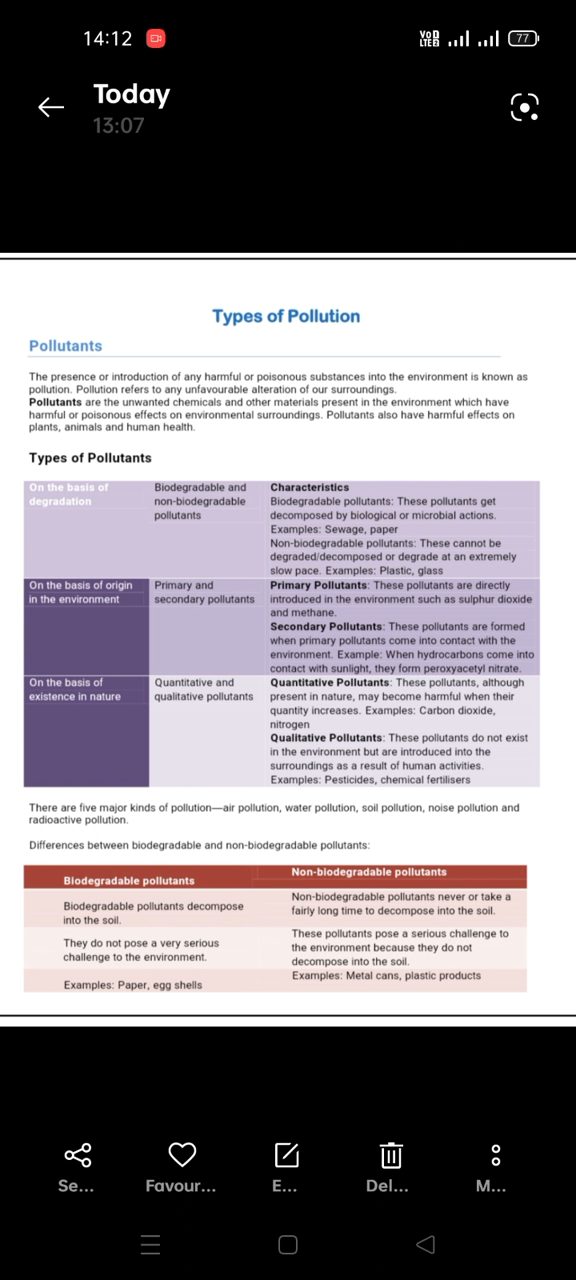 14:12
Vo LTE 2
77
Today
13:07
Types of Pollution
Pollutants
The presence or introduction of any harmful or poisonous substances into the environment is known as
pollution. Pollution refers to any unfavourable alteration of our surroundings.
Pollutants are the unwanted chemicals and other materials present in the environment which have
harmful or poisonous effects on environmental surroundings. Pollutants also have harmful effects on
plants, animals and human health.
Types of Pollutants
On the basis of
degradation
Biodegradable and
non-biodegradable
pollutants
Characteristics
Biodegradable pollutants: These pollutants get
decomposed by biological or microbial actions.
Examples: Sewage, paper
Non-biodegradable pollutants: These cannot be
degraded/decomposed or degrade at an extremely
slow pace. Examples: Plastic, glass
On the basis of origin
in the environment
Primary and
secondary pollutants
Primary Pollutants: These pollutants are directly
introduced in the environment such as sulphur dioxide
and methane.
Secondary Pollutants: These pollutants are formed
when primary pollutants come into contact with the
environment. Example: When hydrocarbons come into
contact with sunlight, they form peroxyacetyl nitrate.
On the basis of
existence in nature
Quantitative and
qualitative pollutants
Quantitative Pollutants: These pollutants, although
present in nature, may become harmful when their
quantity increases. Examples: Carbon dioxide,
nitrogen
Qualitative Pollutants: These pollutants do not exist
in the environment but are introduced into the
surroundings as a result of human activities.
Examples: Pesticides, chemical fertilisers
There are five major kinds of pollution—air pollution, water pollution, soil pollution, noise pollution and
radioactive pollution.
Differences between biodegradable and non-biodegradable pollutants:
Biodegradable pollutants
Non-biodegradable pollutants
Biodegradable pollutants decompose
into the soil.
Non-biodegradable pollutants never or take a
fairly long time to decompose into the soil.
They do not pose a very serious
challenge to the environment.
These pollutants pose a serious challenge to
the environment because they do not
decompose into the soil.
Examples: Paper, egg shells
Examples: Metal cans, plastic products
Se...
Favour...
E...
Del...
M...